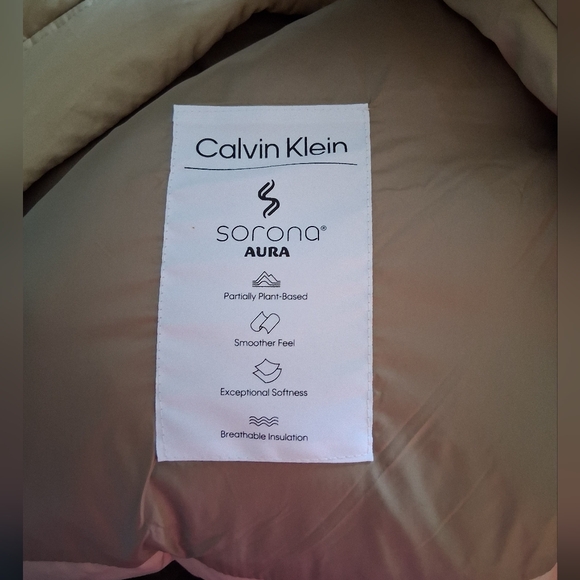 Calvin Klein
sorona®
AURA
Partially Plant-Based
Smoother Feel
Exceptional Softness
Breathable Insulation